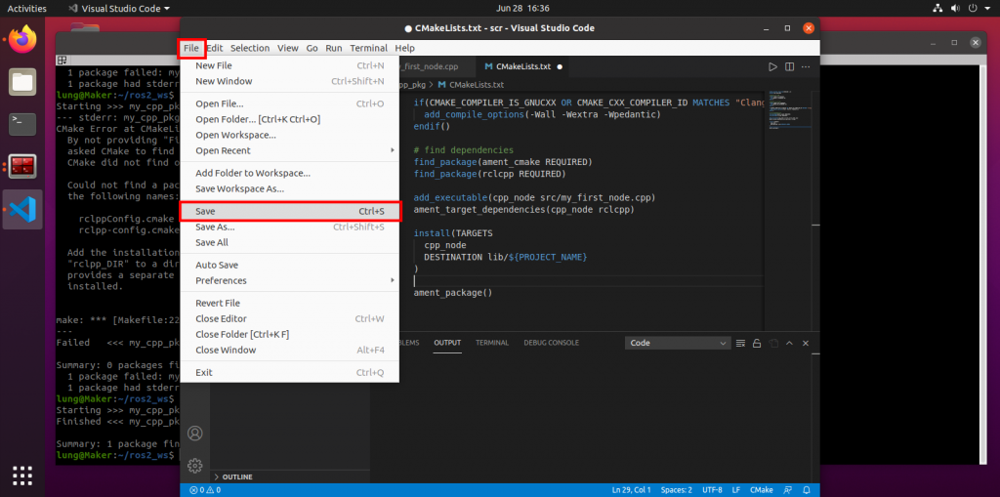 Activities
Visual Studio Code
Jun 28 16:36
CMakeLists.txt - scr - Visual Studio Code
File Edit Selection View Go Run Terminal Help
New File Ctrl+N
New Window Ctrl+Shift+N
Open File... Ctrl+O
Open Folder... [Ctrl+K Ctrl+O]
Open Workspace...
Open Recent
Add Folder to Workspace...
Save Workspace As...
Save Ctrl+S
Save As... Ctrl+Shift+S
Save All
Auto Save
Preferences
Revert File
Close Editor Ctrl+W
Close Folder [Ctrl+K F]
Close Window Alt+F4
Exit Ctrl+Q
1 package failed: my
1 package had stderr
lung@Maker:~/ros2_ws$
Starting >>> my_cpp_pk
--- stderr: my_cpp_pkg
CMake Error at CMakeLi
By not providing "Fi
asked CMake to find
CMake did not find o
Could not find a pac
the following names:
rclppConfig.cmake
rclpp-config.cmake
Add the installation
"rclpp_DIR" to a dir
provides a separate
installed.
make: *** [Makefile:22
---
Failed <<< my_cpp_pk
Summary: 0 packages fi
1 package failed: my
1 package had stderr
lung@Maker:~/ros2_ws$
Starting >>> my_cpp_pk
Finished <<< my_cpp_pk
Summary: 1 package fin
lung@Maker:~/ros2_ws$
y_first_node.cpp
CMakeLists.txt
pp_pkg > CMakeLists.txt
if(CMAKE_COMPILER_IS_GNUCXX OR CMAKE_CXX_COMPILER_ID MATCHES "Clang
add_compile_options(-Wall -Wextra -Wpedantic)
endif()
# find dependencies
find_package(ament_cmake REQUIRED)
find_package(rclcpp REQUIRED)
add_executable(cpp_node src/my_first_node.cpp)
ament_target_dependencies(cpp_node rclcpp)
install(TARGETS
cpp_node
DESTINATION lib/${PROJECT_NAME}
)
ament_package()
BLEMS OUTPUT TERMINAL DEBUG CONSOLE
Code
OUTLINE
0 0
Ln 29, Col 1 Spaces: 2 UTF-8 LF CMake